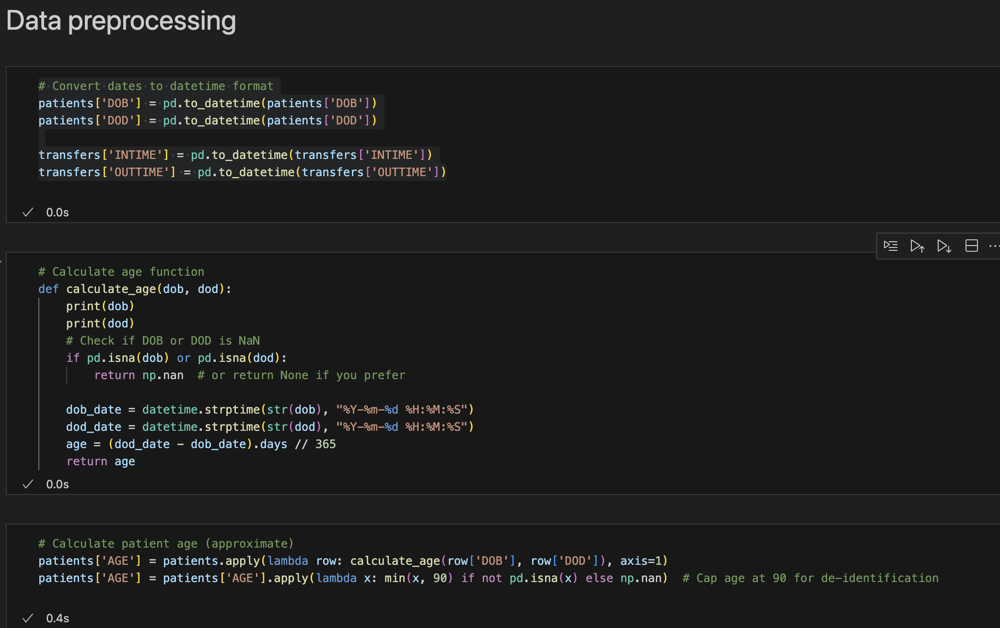 Data preprocessing
# Convert dates to datetime format
patients['DOB'] = pd.to_datetime(patients['DOB'])
patients['DOD'] = pd.to_datetime(patients['DOD'])
transfers['INTIME'] = pd.to_datetime(transfers['INTIME'])
transfers['OUTTIME'] = pd.to_datetime(transfers['OUTTIME'])
0.0s
# Calculate age function
def calculate_age(dob, dod):
    print(dob)
    print(dod)
    # Check if DOB or DOD is NaN
    if pd.isna(dob) or pd.isna(dod):
        return np.nan  # or return None if you prefer
    dob_date = datetime.strptime(str(dob), "%Y-%m-%d %H:%M:%S")
    dod_date = datetime.strptime(str(dod), "%Y-%m-%d %H:%M:%S")
    age = (dod_date - dob_date).days // 365
    return age
0.0s
# Calculate patient age (approximate)
patients['AGE'] = patients.apply(lambda row: calculate_age(row['DOB'], row['DOD']), axis=1)
patients['AGE'] = patients['AGE'].apply(lambda x: min(x, 90) if not pd.isna(x) else np.nan)  # Cap age at 90 for de-identification
0.4s